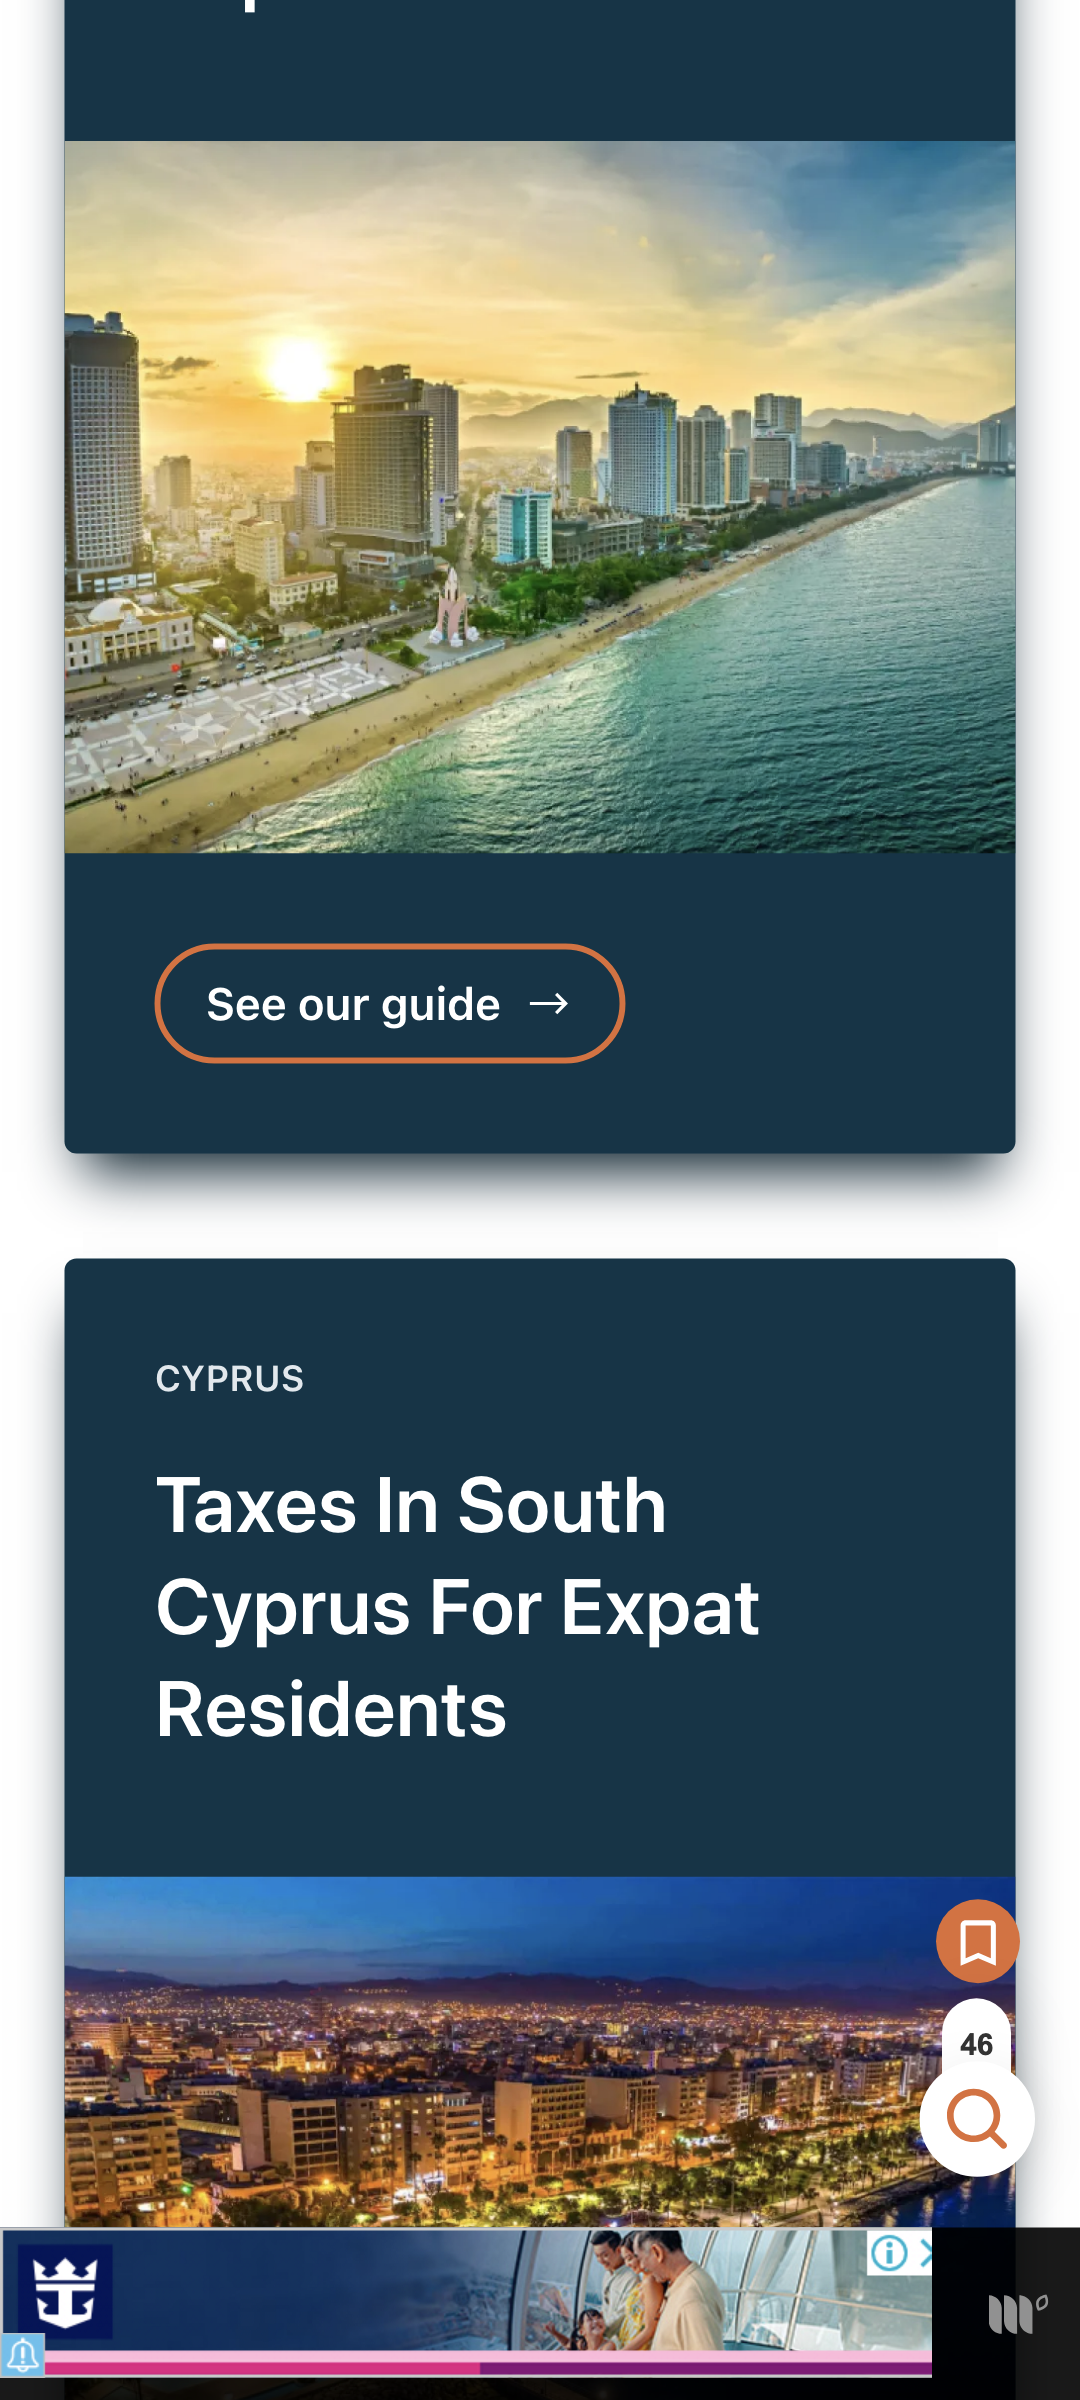 See our guide →
CYPRUS
Taxes In South
Cyprus For Expat
Residents
46